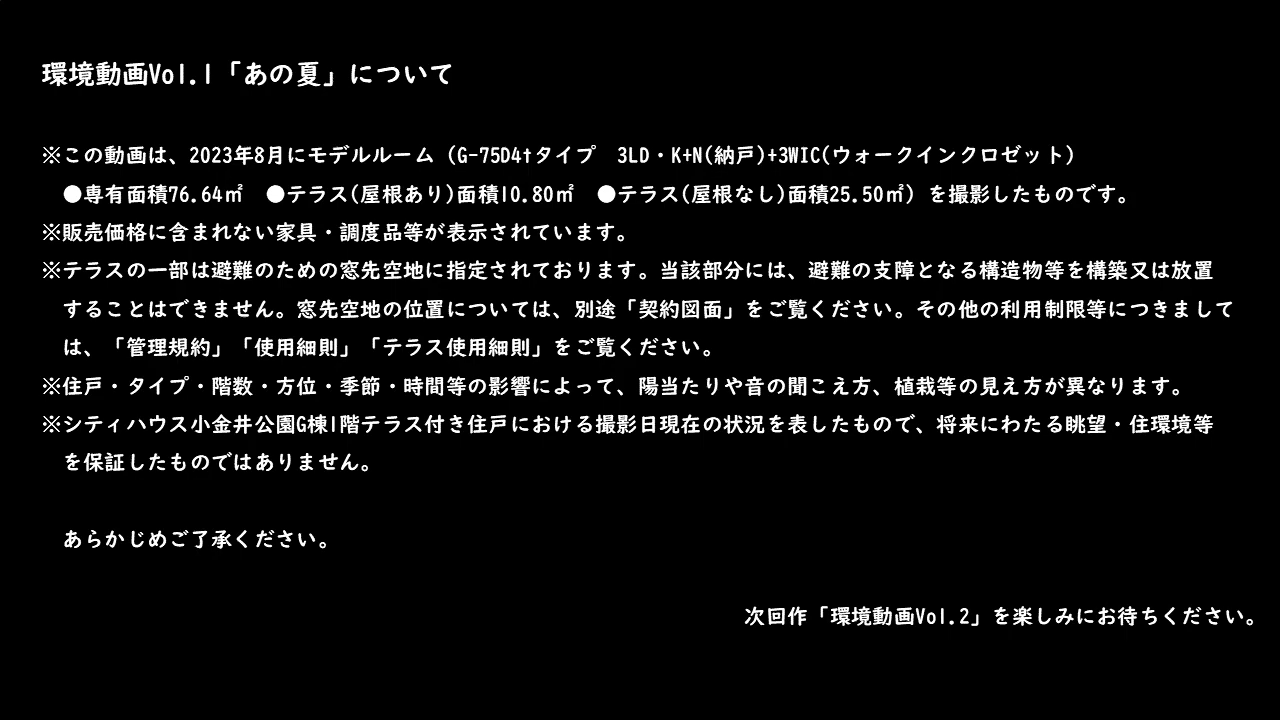 環境動画Vol.1「あの夏」について
※この動画は、2023年8月にモデルルーム（G-75D4tタイプ　3LD・K+N(納戸)+3WIC(ウォークインクロゼット)
●専有面積76.64㎡　●テラス(屋根あり)面積10.80㎡　●テラス(屋根なし)面積25.50㎡）を撮影したものです。
※販売価格に含まれない家具・調度品等が表示されています。
※テラスの一部は避難のための窓先空地に指定されております。当該部分には、避難の支障となる構造物等を構築又は放置
することはできません。窓先空地の位置については、別途「契約図面」をご覧ください。その他の利用制限等につきまして
は、「管理規約」「使用細則」「テラス使用細則」をご覧ください。
※住戸・タイプ・階数・方位・季節・時間等の影響によって、陽当たりや音の聞こえ方、植栽等の見え方が異なります。
※シティハウス小金井公園G棟1階テラス付き住戸における撮影日現在の状況を表したもので、将来にわたる眺望・住環境等
を保証したものではありません。
あらかじめご了承ください。
次回作「環境動画Vol.2」を楽しみにお待ちください。